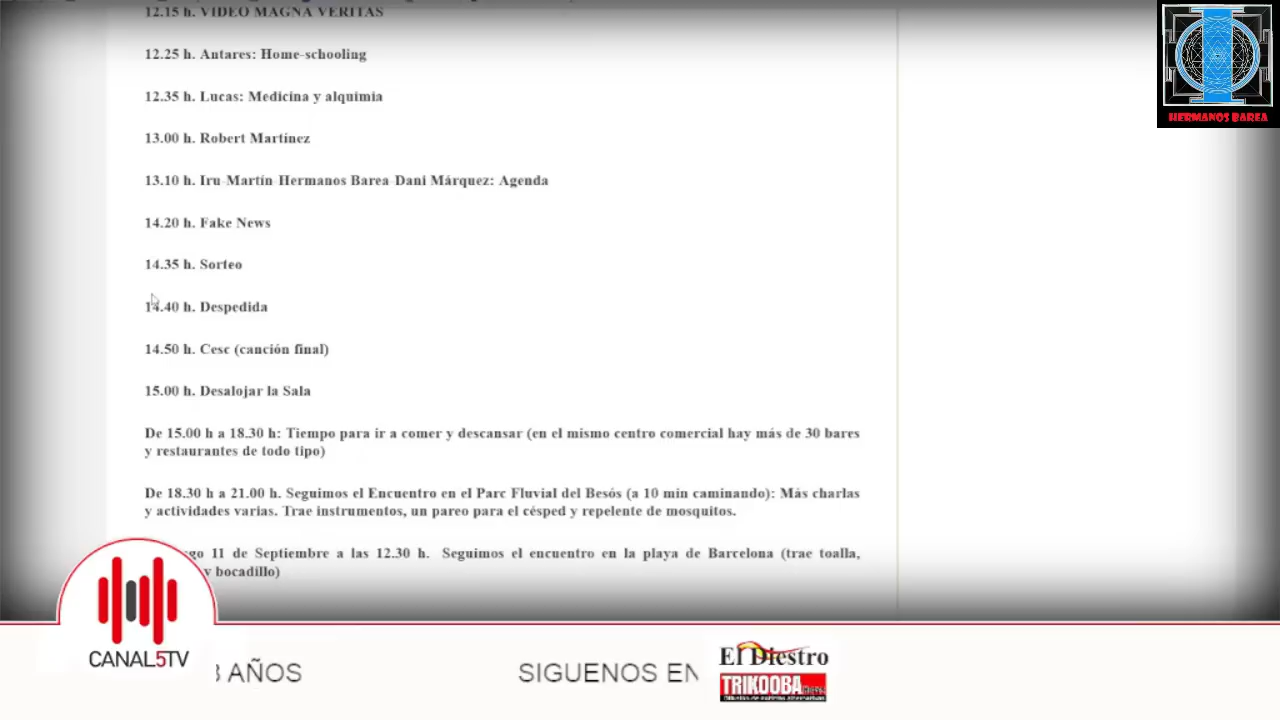 12.15 h. VIDEO MAGNA VERITAS
HERMANOS BAREA
12.25 h. Antares: Home-schooling
12.35 h. Lucas: Medicina y alquimia
13.00 h. Robert Martínez
13.10 h. Iru-Martín-Hermanos Barea-Dani Márquez: Agenda
14.20 h. Fake News
14.35 h. Sorteo
14.40 h. Despedida
14.50 h. Cesc (canción final)
15.00 h. Desalojar la Sala
De 15.00 h a 18.30 h: Tiempo para ir a comer y descansar (en el mismo centro comercial hay más de 30 bares
y restaurantes de todo tipo)
De 18.30 h a 21.00 h. Seguimos el Encuentro en el Parc Fluvial del Besós (a 10 min caminando): Más charlas
y actividades varias. Trae instrumentos, un pareo para el césped y repelente de mosquitos.
11 de Septiembre a las 12.30 h. Seguimos el encuentro en la playa de Barcelona (trae toalla,
y bocadillo)
CANAL5TV
AÑOS
SIGUENOS EN
El Diestro
TRIKOOBA